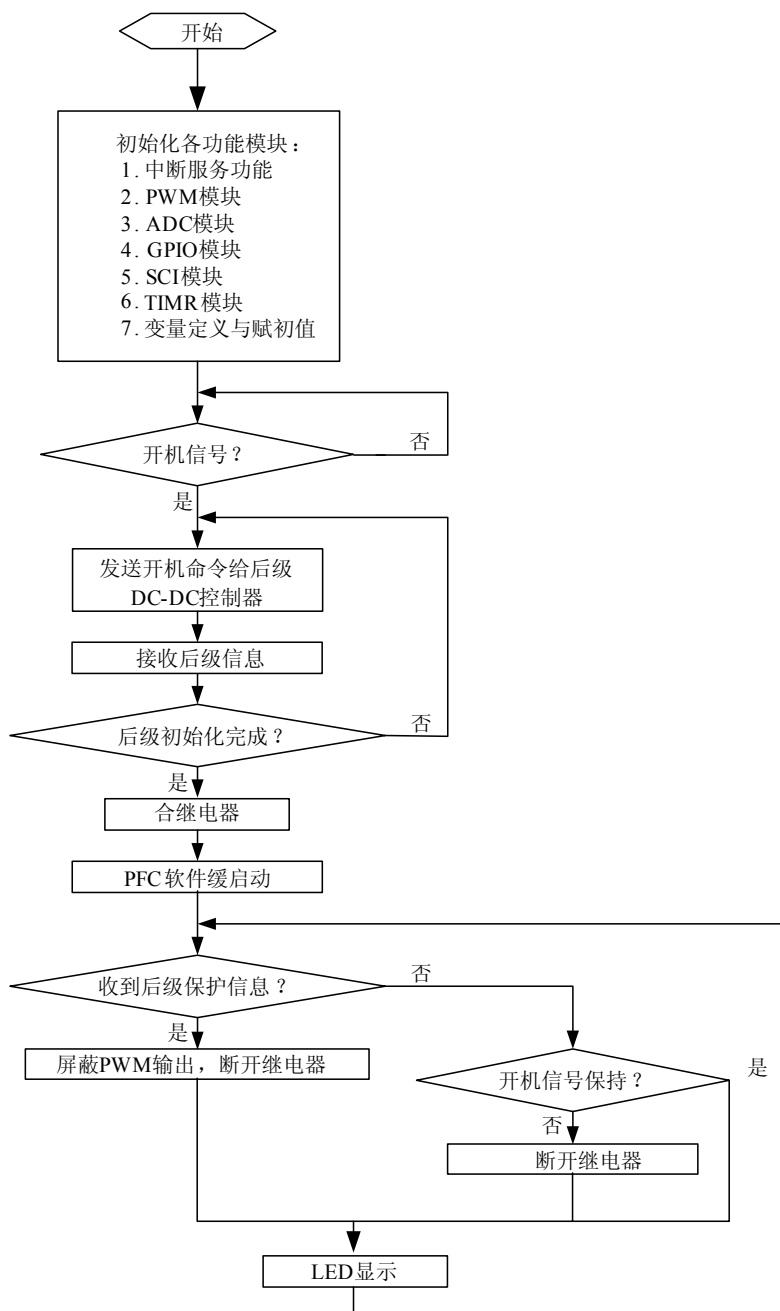 开始
初始化各功能模块：
1. 中断服务功能
2. PWM模块
3. ADC模块
4. GPIO模块
5. SCI模块
6. TIMR模块
7. 变量定义与赋初值
开机信号？
否
是
发送开机命令给后级
DC-DC控制器
接收后级信息
后级初始化完成？
否
是
合继电器
PFC软件缓启动
收到后级保护信息？
否
是
屏蔽PWM输出，断开继电器
开机信号保持？
是
否
断开继电器
LED显示